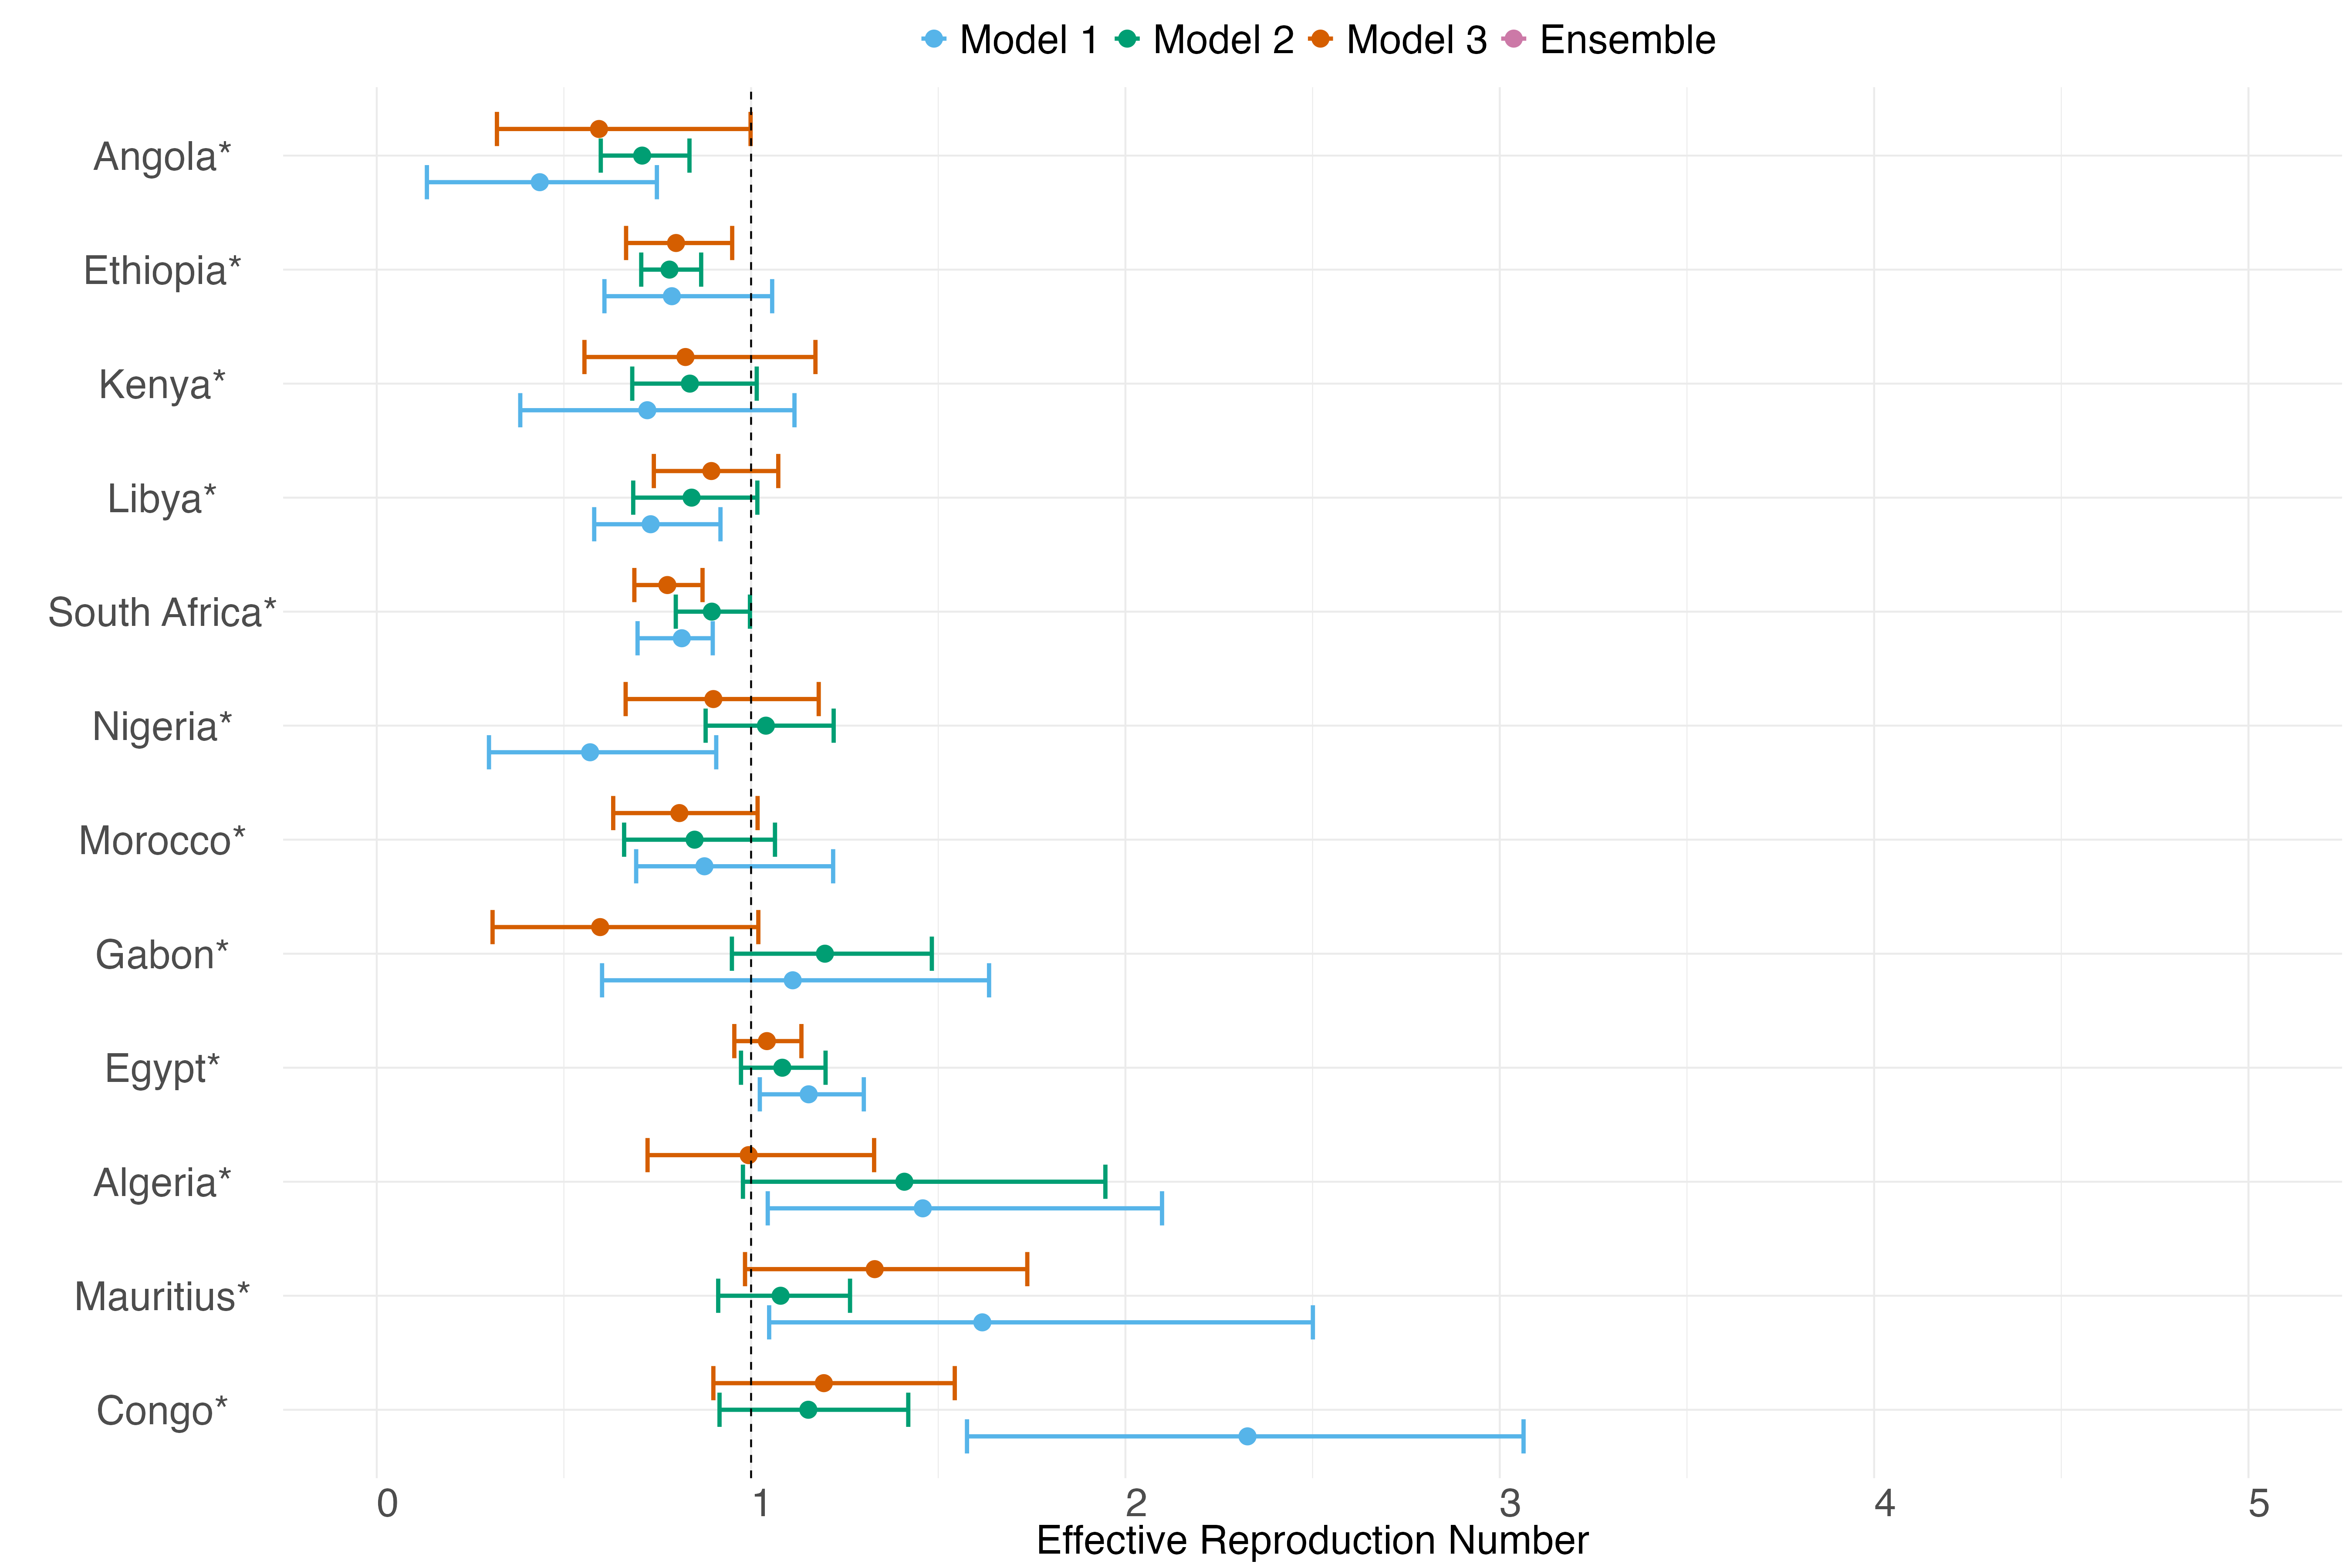 Model 1 Model 2 Model 3 Ensemble
Angola*
Ethiopia*
Kenya*
Libya*
South Africa*
Nigeria*
Morocco*
Gabon*
Egypt*
Algeria*
Mauritius*
Congo*
0 1 2 3 4 5
Effective Reproduction Number